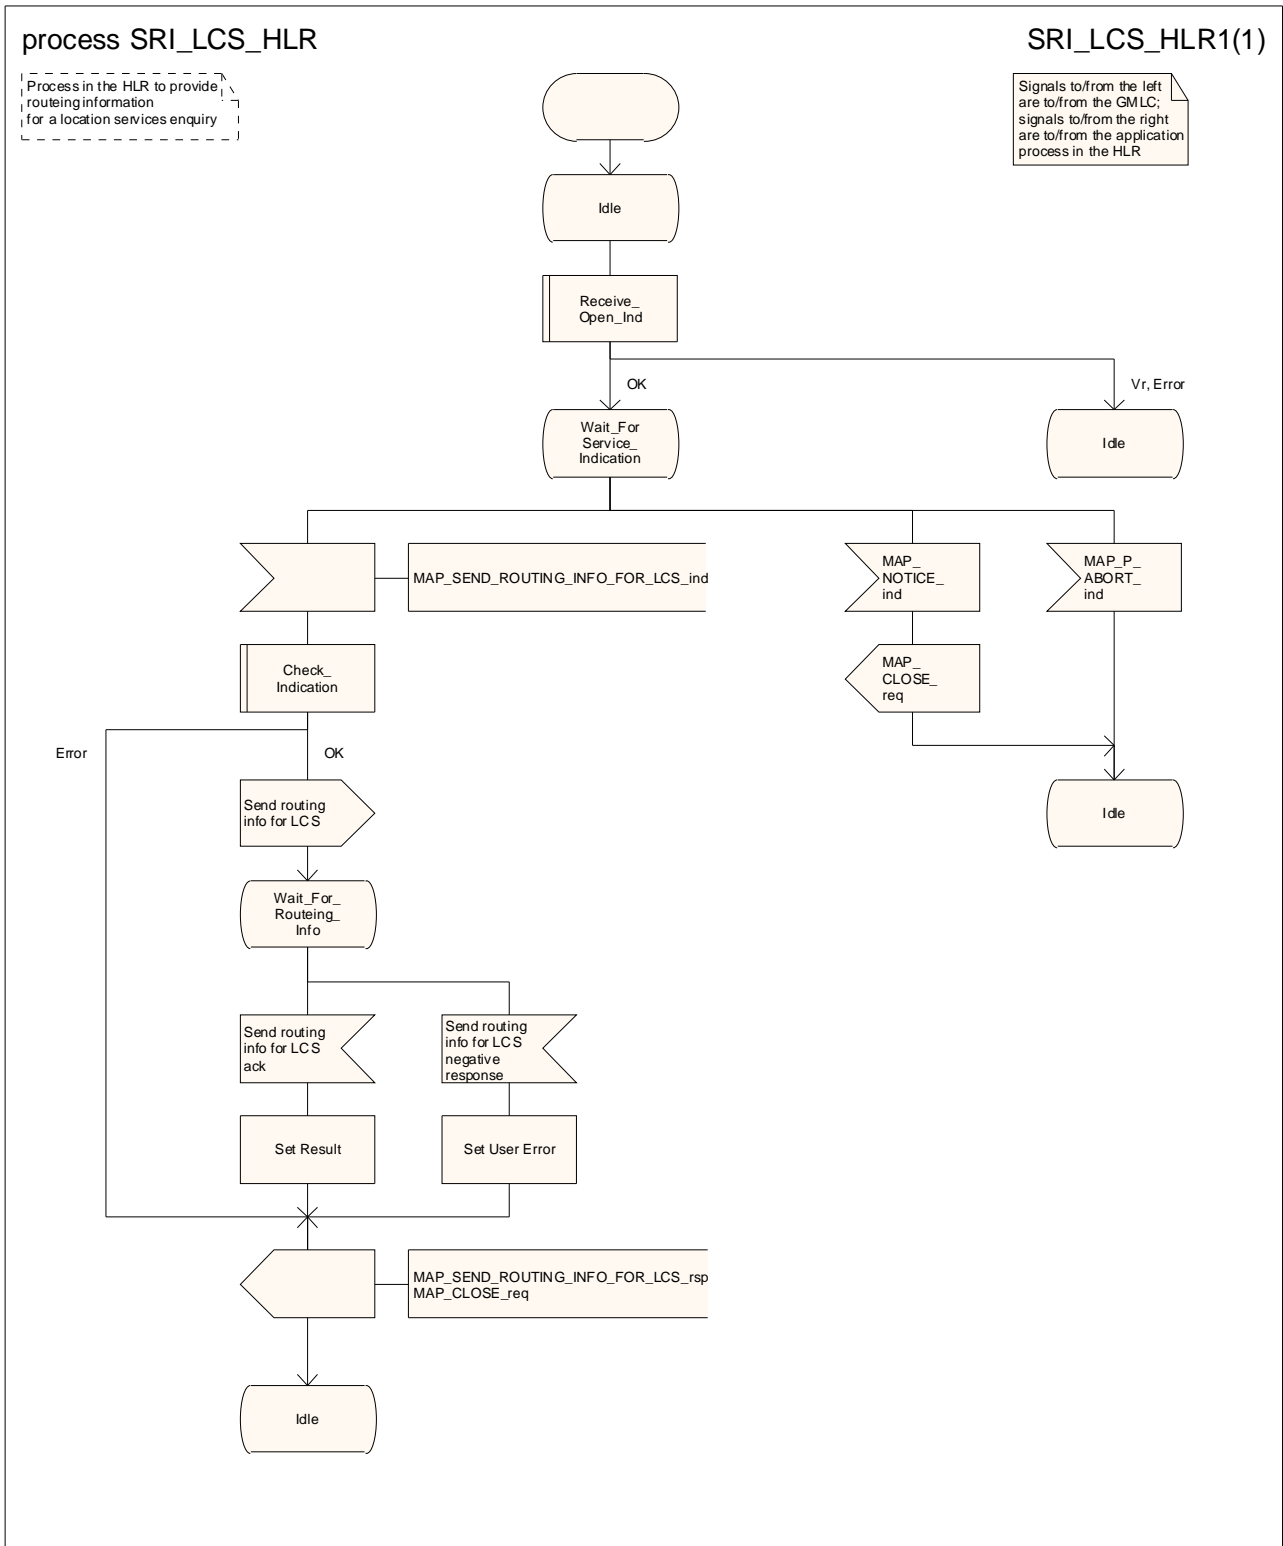 process SRI_LCS_HLR
SRI_LCS_HLR1(1)
Process in the HLR to provide
routeing information
for a location services enquiry
Signals to/from the left
are to/from the GMLC;
signals to/from the right
are to/from the application
process in the HLR
Idle
Receive_
Open_Ind
OK
Vr, Error
Wait_For
Service_
Indication
Idle
MAP_SEND_ROUTING_INFO_FOR_LCS_ind
MAP_
NOTICE_
ind
MAP_P_
ABORT_
ind
Check_
Indication
MAP_
CLOSE_
req
Error
OK
Send routing
info for LCS
Idle
Wait_For_
Routeing_
Info
Send routing
info for LCS
ack
Send routing
info for LCS
negative
response
Set Result
Set User Error
MAP_SEND_ROUTING_INFO_FOR_LCS_rsp
MAP_CLOSE_req
Idle